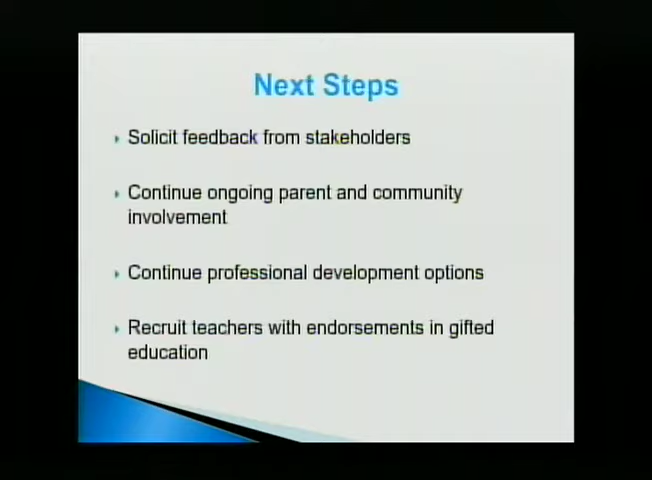 Next Steps
Solicit feedback from stakeholders
Continue ongoing parent and community
involvement
Continue professional development options
Recruit teachers with endorsements in gifted
education